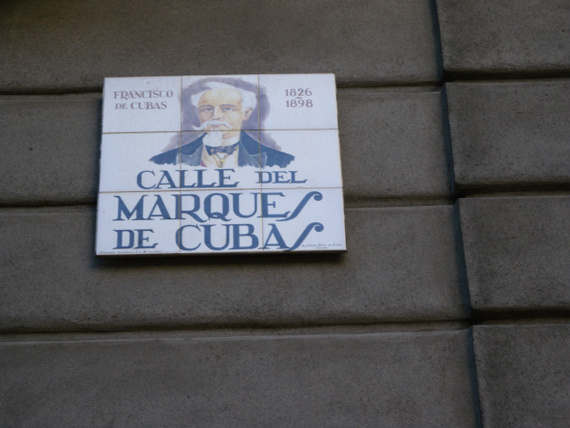 FRANCISCO
DE CUBAS
1826
1898
CALLE DEL
MARQUES
DE CUBAS